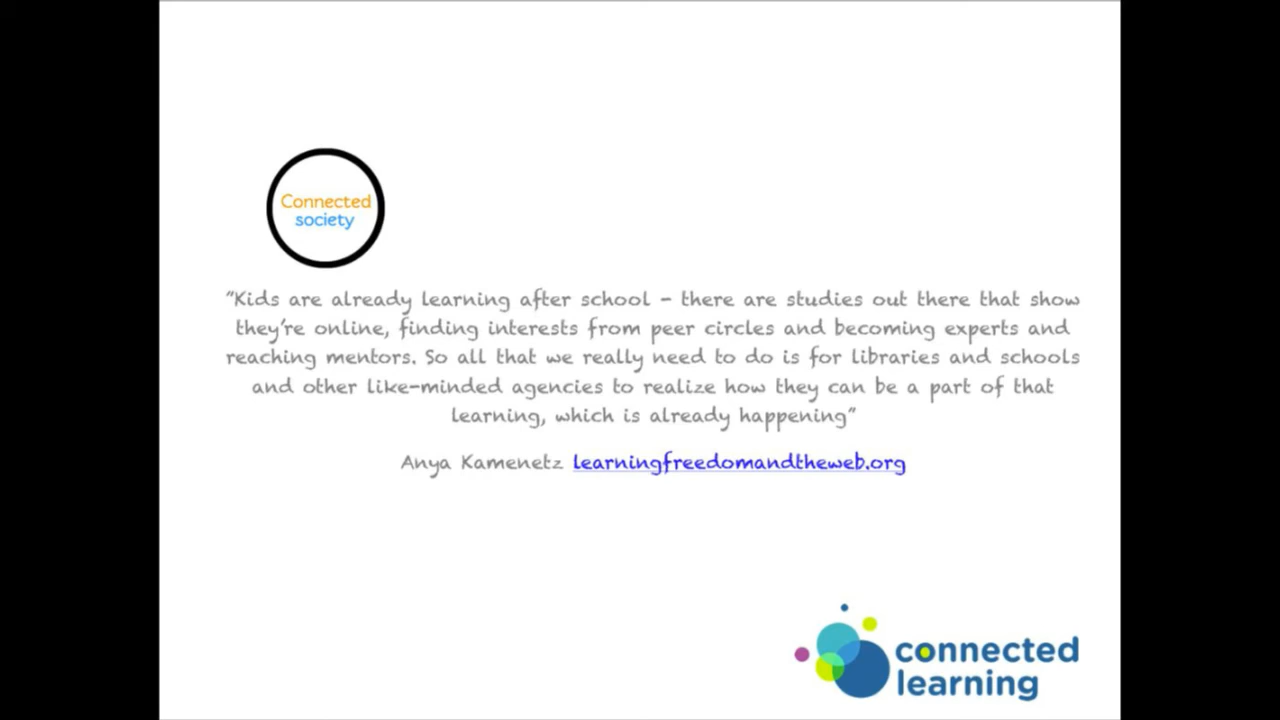 Connected
society
"Kids are already learning after school - there are studies out there that show
they're online, finding interests from peer circles and becoming experts and
reaching mentors. So all that we really need to do is for libraries and schools
and other like-minded agencies to realize how they can be a part of that
learning, which is already happening"
Anya Kamenetz learningfreedomandtheweb.org
connected
learning